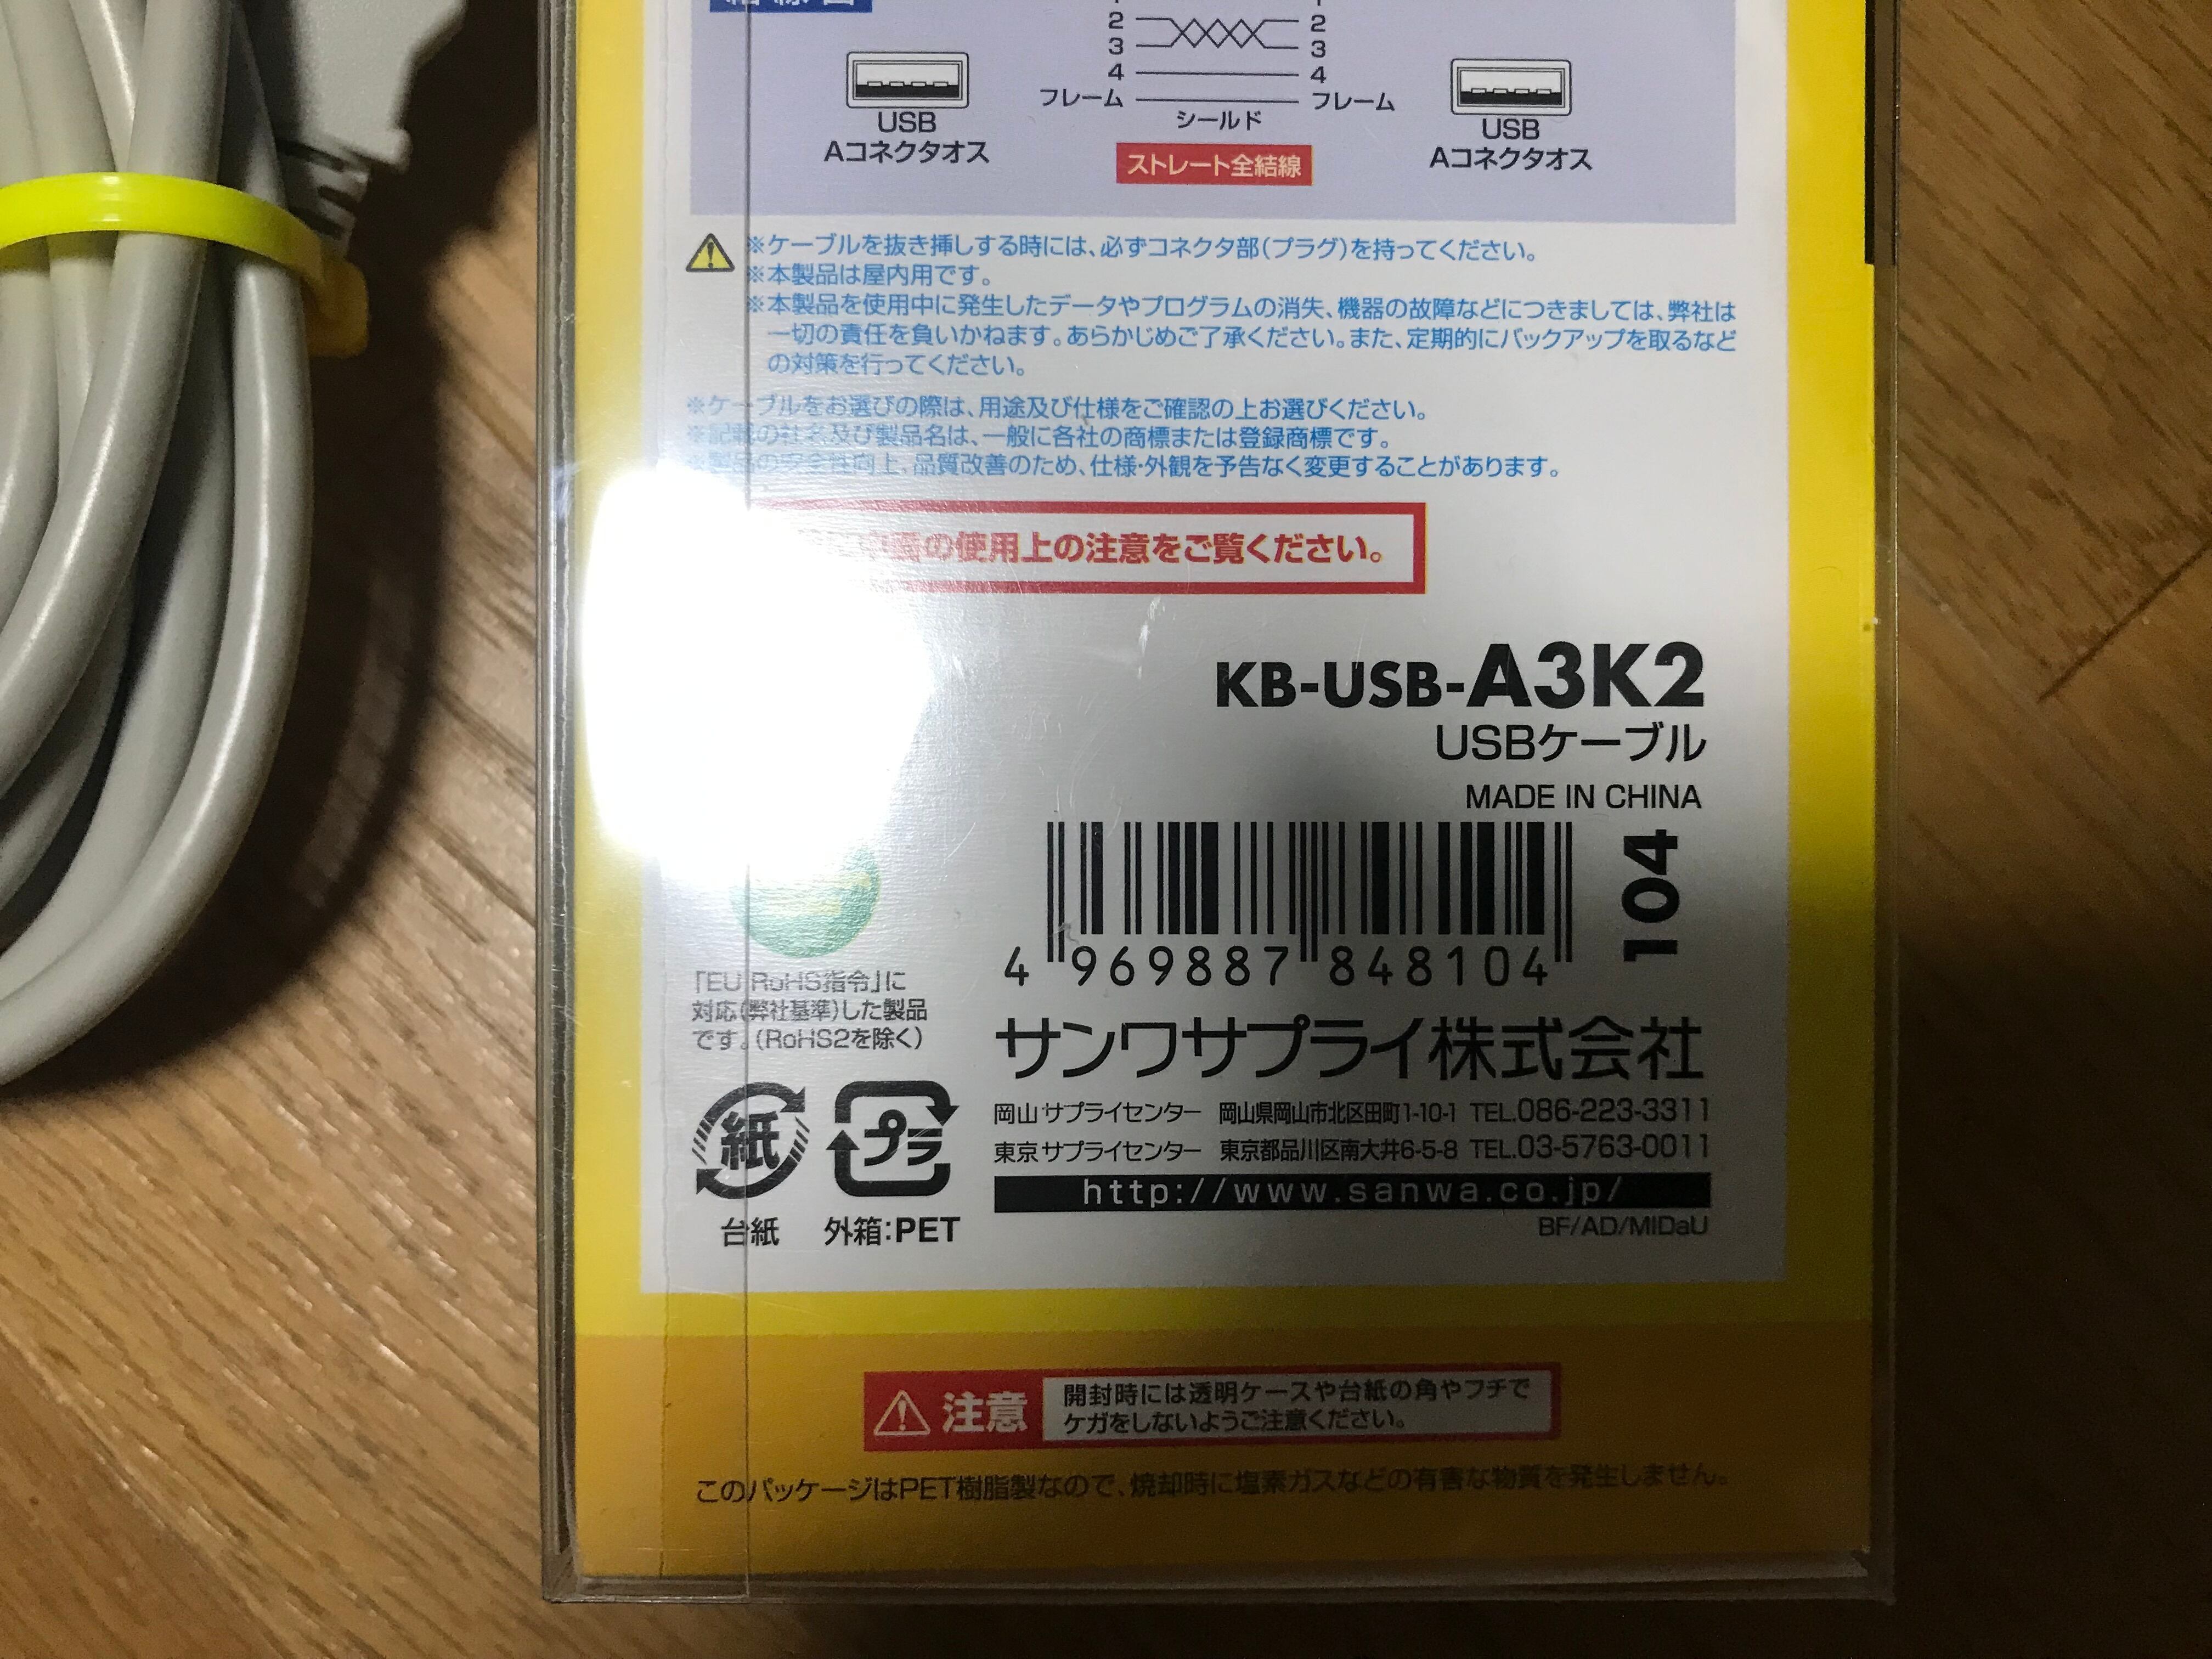 2 2
3 3
4 4
フレーム フレーム
シールド
USB
Aコネクタオス
ストレート全結線
USB
Aコネクタオス
※ケーブルを抜き挿しする時には、必ずコネクタ部(プラグ)を持ってください。
※本製品は屋内用です。
※本製品を使用中に発生したデータやプログラムの消失、機器の故障などにつきましては、弊社は
一切の責任を負いかねます。あらかじめご了承ください。また、定期的にバックアップを取るなど
の対策を行ってください。
※ケーブルをお選びの際は、用途及び仕様をご確認の上お選びください。
※記載の社名及び製品名は、一般に各社の商標または登録商標です。
※製品の安全性向上、品質改善のため、仕様・外観を予告なく変更することがあります。
の使用上の注意をご覧ください。
KB-USB-A3K2
USBケーブル
MADE IN CHINA
104
4 969887 848104
「EU RoHS指令」に
対応(弊社基準)した製品
です。(RoHS2を除く)
サンワサプライ株式会社
岡山サプライセンター 岡山県岡山市北区田町1-10-1 TEL.086-223-3311
東京サプライセンター 東京都品川区南大井6-5-8 TEL.03-5763-0011
http://www.sanwa.co.jp/
BF/AD/MIDaU
紙 プラ
台紙 外箱:PET
注意
開封時には透明ケースや台紙の角やフチで
ケガをしないようご注意ください。
このパッケージはPET樹脂製なので、焼却時に塩素ガスなどの有害な物質を発生しません。